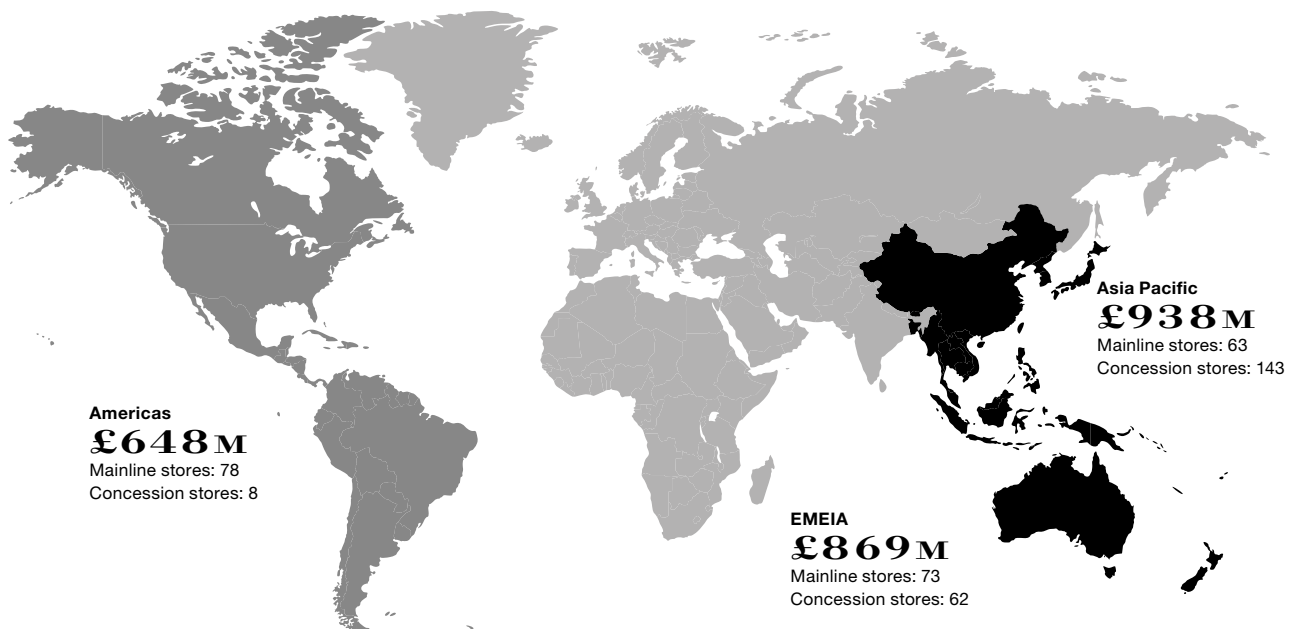 Asia Pacific
£938M
Mainline stores: 63
Concession stores: 143
Americas
£648M
Mainline stores: 78
Concession stores: 8
EMEIA
£869M
Mainline stores: 73
Concession stores: 62